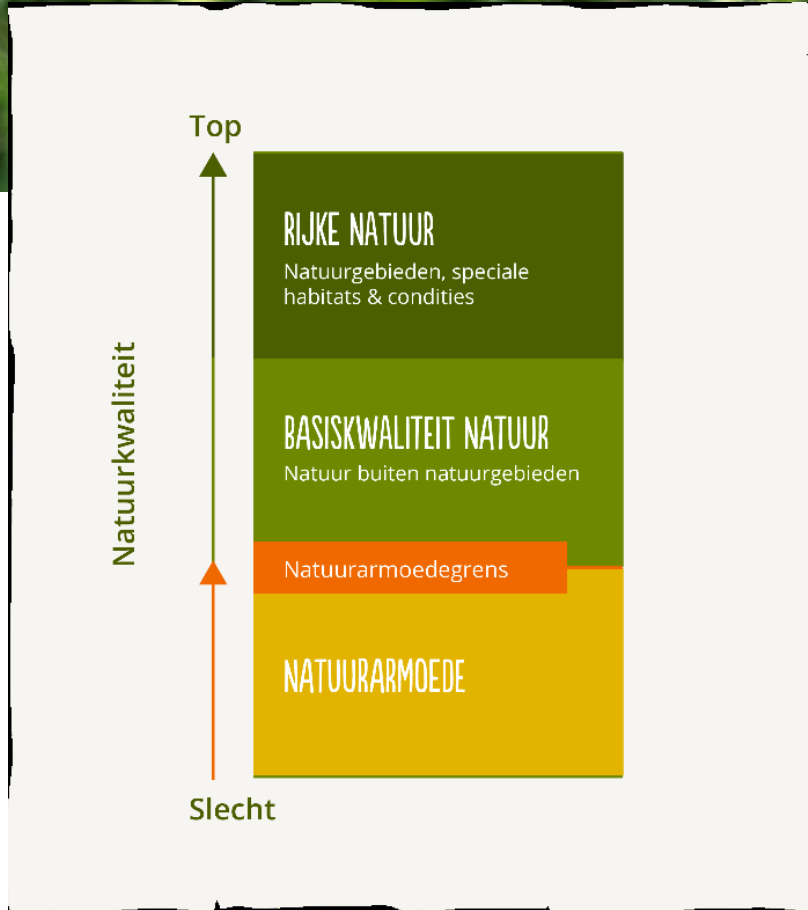 Top
RIJKE NATUUR
Natuurgebieden, speciale
habitats & condities
Natuurkwaliteit
BASISKWALITEIT NATUUR
Natuur buiten natuurgebieden
Natuurarmoedegrens
NATUURARMOEDE
Slecht